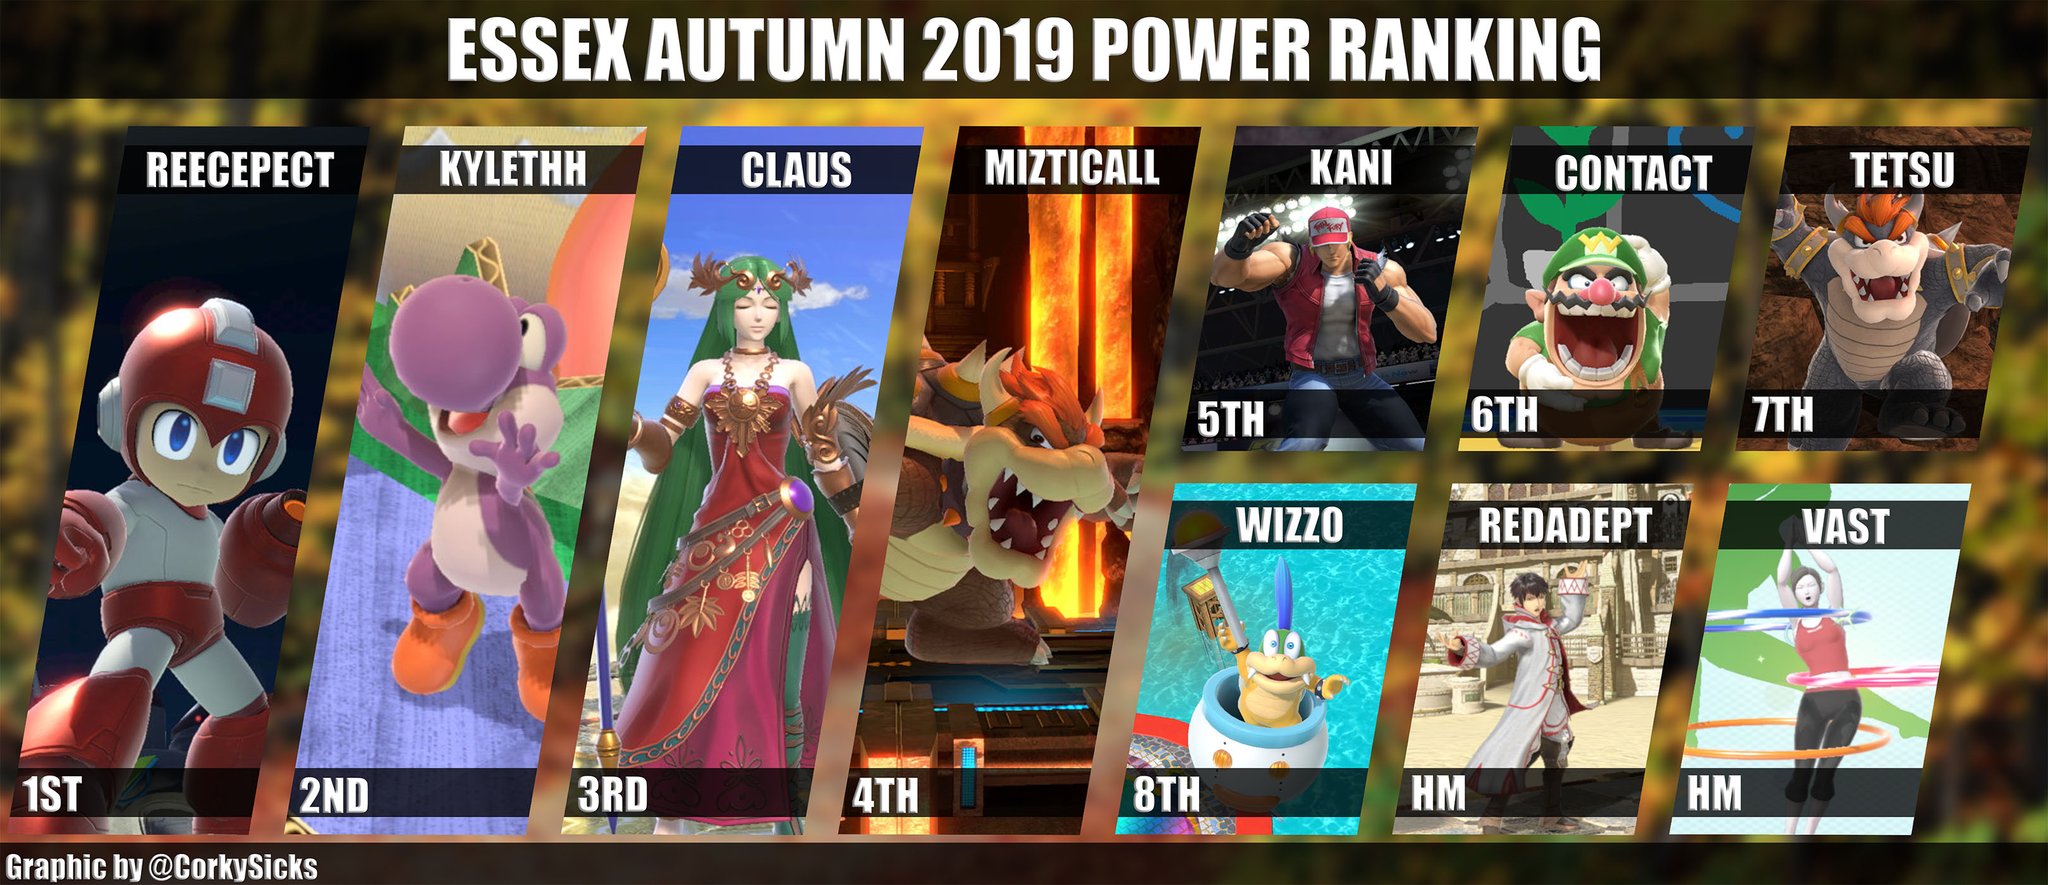 ESSEX AUTUMN 2019 POWER RANKING
REECEPECT
1ST
KYLETHH
2ND
CLAUS
3RD
MIZTICALL
4TH
KANI
5TH
CONTACT
6TH
TETSU
7TH
WIZZO
8TH
REDADEPT
HM
VAST
HM
Graphic by @CorkySicks